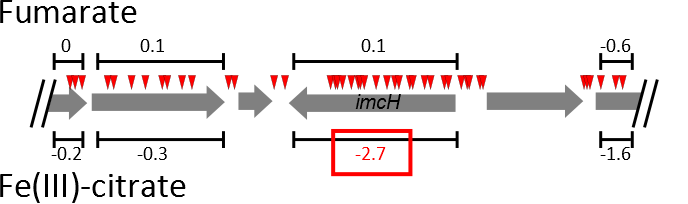 Fumarate
0 0.1 0.1 -0.6
imcH
-0.2 -0.3 -2.7 -1.6
Fe(III)-citrate